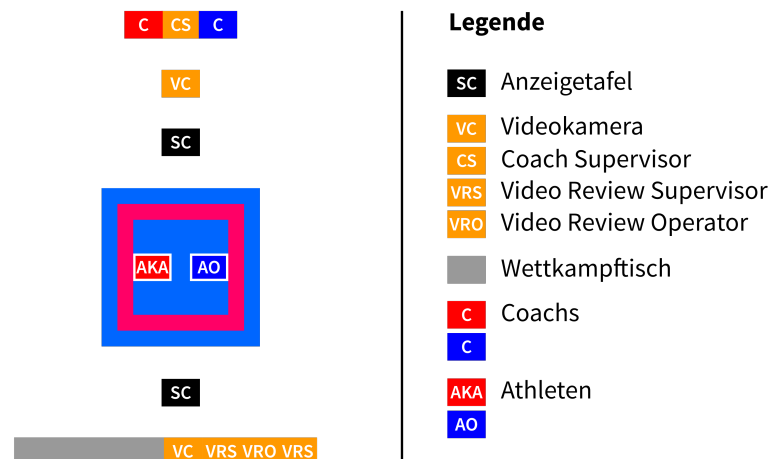 C CS C
VC
SC
AKA AO
SC
VC VRS VRO VRS
Legende
SC Anzeigetafel
VC Videokamera
CS Coach Supervisor
VRS Video Review Supervisor
VRO Video Review Operator
Wettkampftisch
C Coachs
C
AKA Athleten
AO